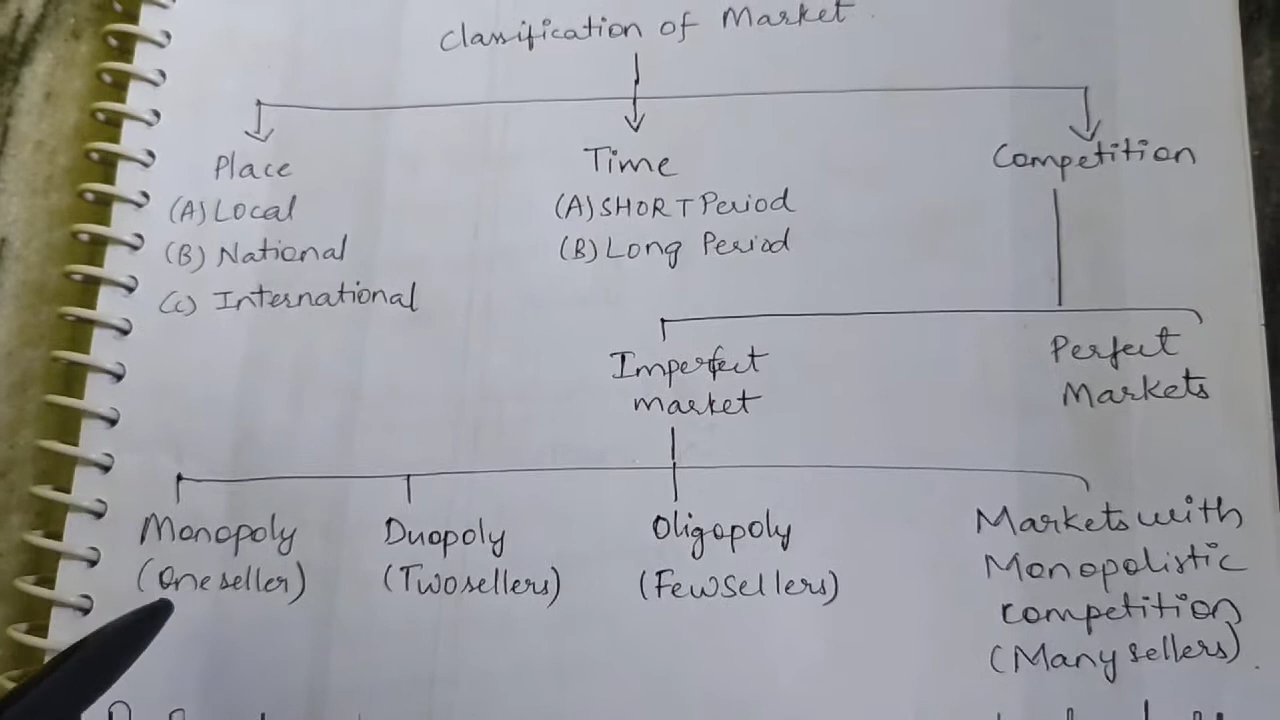 Classification of Market
Place
(A) Local
(B) National
(C) International
Time
(A) SHORT Period
(B) Long Period
Competition
Imperfect
market
Perfect
Markets
Monopoly
(One seller)
Duopoly
(Two sellers)
Oligopoly
(Few sellers)
Markets with
Monopolistic
competition
(Many sellers).